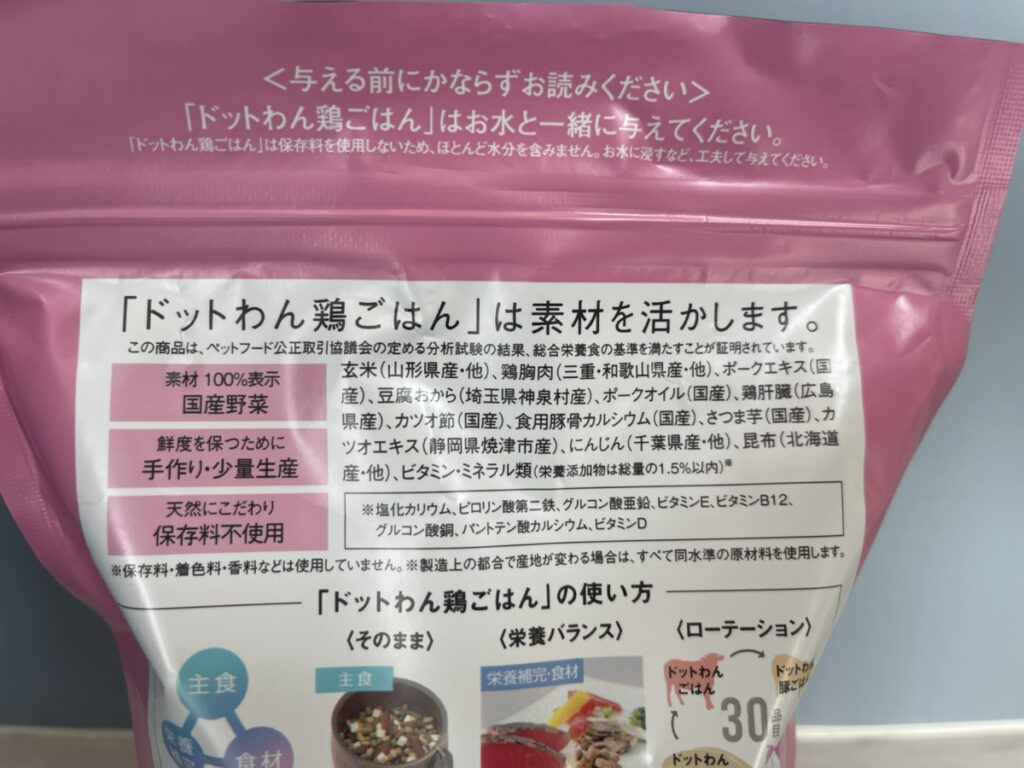 ＜与える前にかならずお読みください＞
「ドットわん鶏ごはん」はお水と一緒に与えてください。
「ドットわん鶏ごはん」は保存料を使用しないため、ほとんど水分を含みません。お水に浸すなど、工夫して与えてください。
「ドットわん鶏ごはん」は素材を活かします。
この商品は、ペットフード公正取引協議会の定める分析試験の結果、総合栄養食の基準を満たすことが証明されています。
素材 100%表示
国産野菜
鮮度を保つために
手作り・少量生産
天然にこだわり
保存料不使用
玄米（山形県産・他）、鶏胸肉（三重・和歌山県産・他）、ポークエキス（国
産）、豆腐おから（埼玉県神泉村産）、ポークオイル（国産）、鶏肝臓（広島
県産）、カツオ節（国産）、食用豚骨カルシウム（国産）、さつま芋（国産）、カ
ツオエキス（静岡県焼津市産）、にんじん（千葉県産・他）、昆布（北海道
産・他）、ビタミン・ミネラル類（栄養添加物は総量の1.5%以内）※
※塩化カリウム、ピロリン酸第二鉄、グルコン酸亜鉛、ビタミンE、ビタミンB12、
グルコン酸銅、パントテン酸カルシウム、ビタミンD
※保存料・着色料・香料などは使用していません。※製造上の都合で産地が変わる場合は、すべて同水準の原材料を使用します。
「ドットわん鶏ごはん」の使い方
〈そのまま〉
〈栄養バランス〉
〈ローテーション〉
主食
食材
主食
栄養補完・食材
ドットわん
ごはん
ドットわん
豚ごはん
30品目
ドットわん